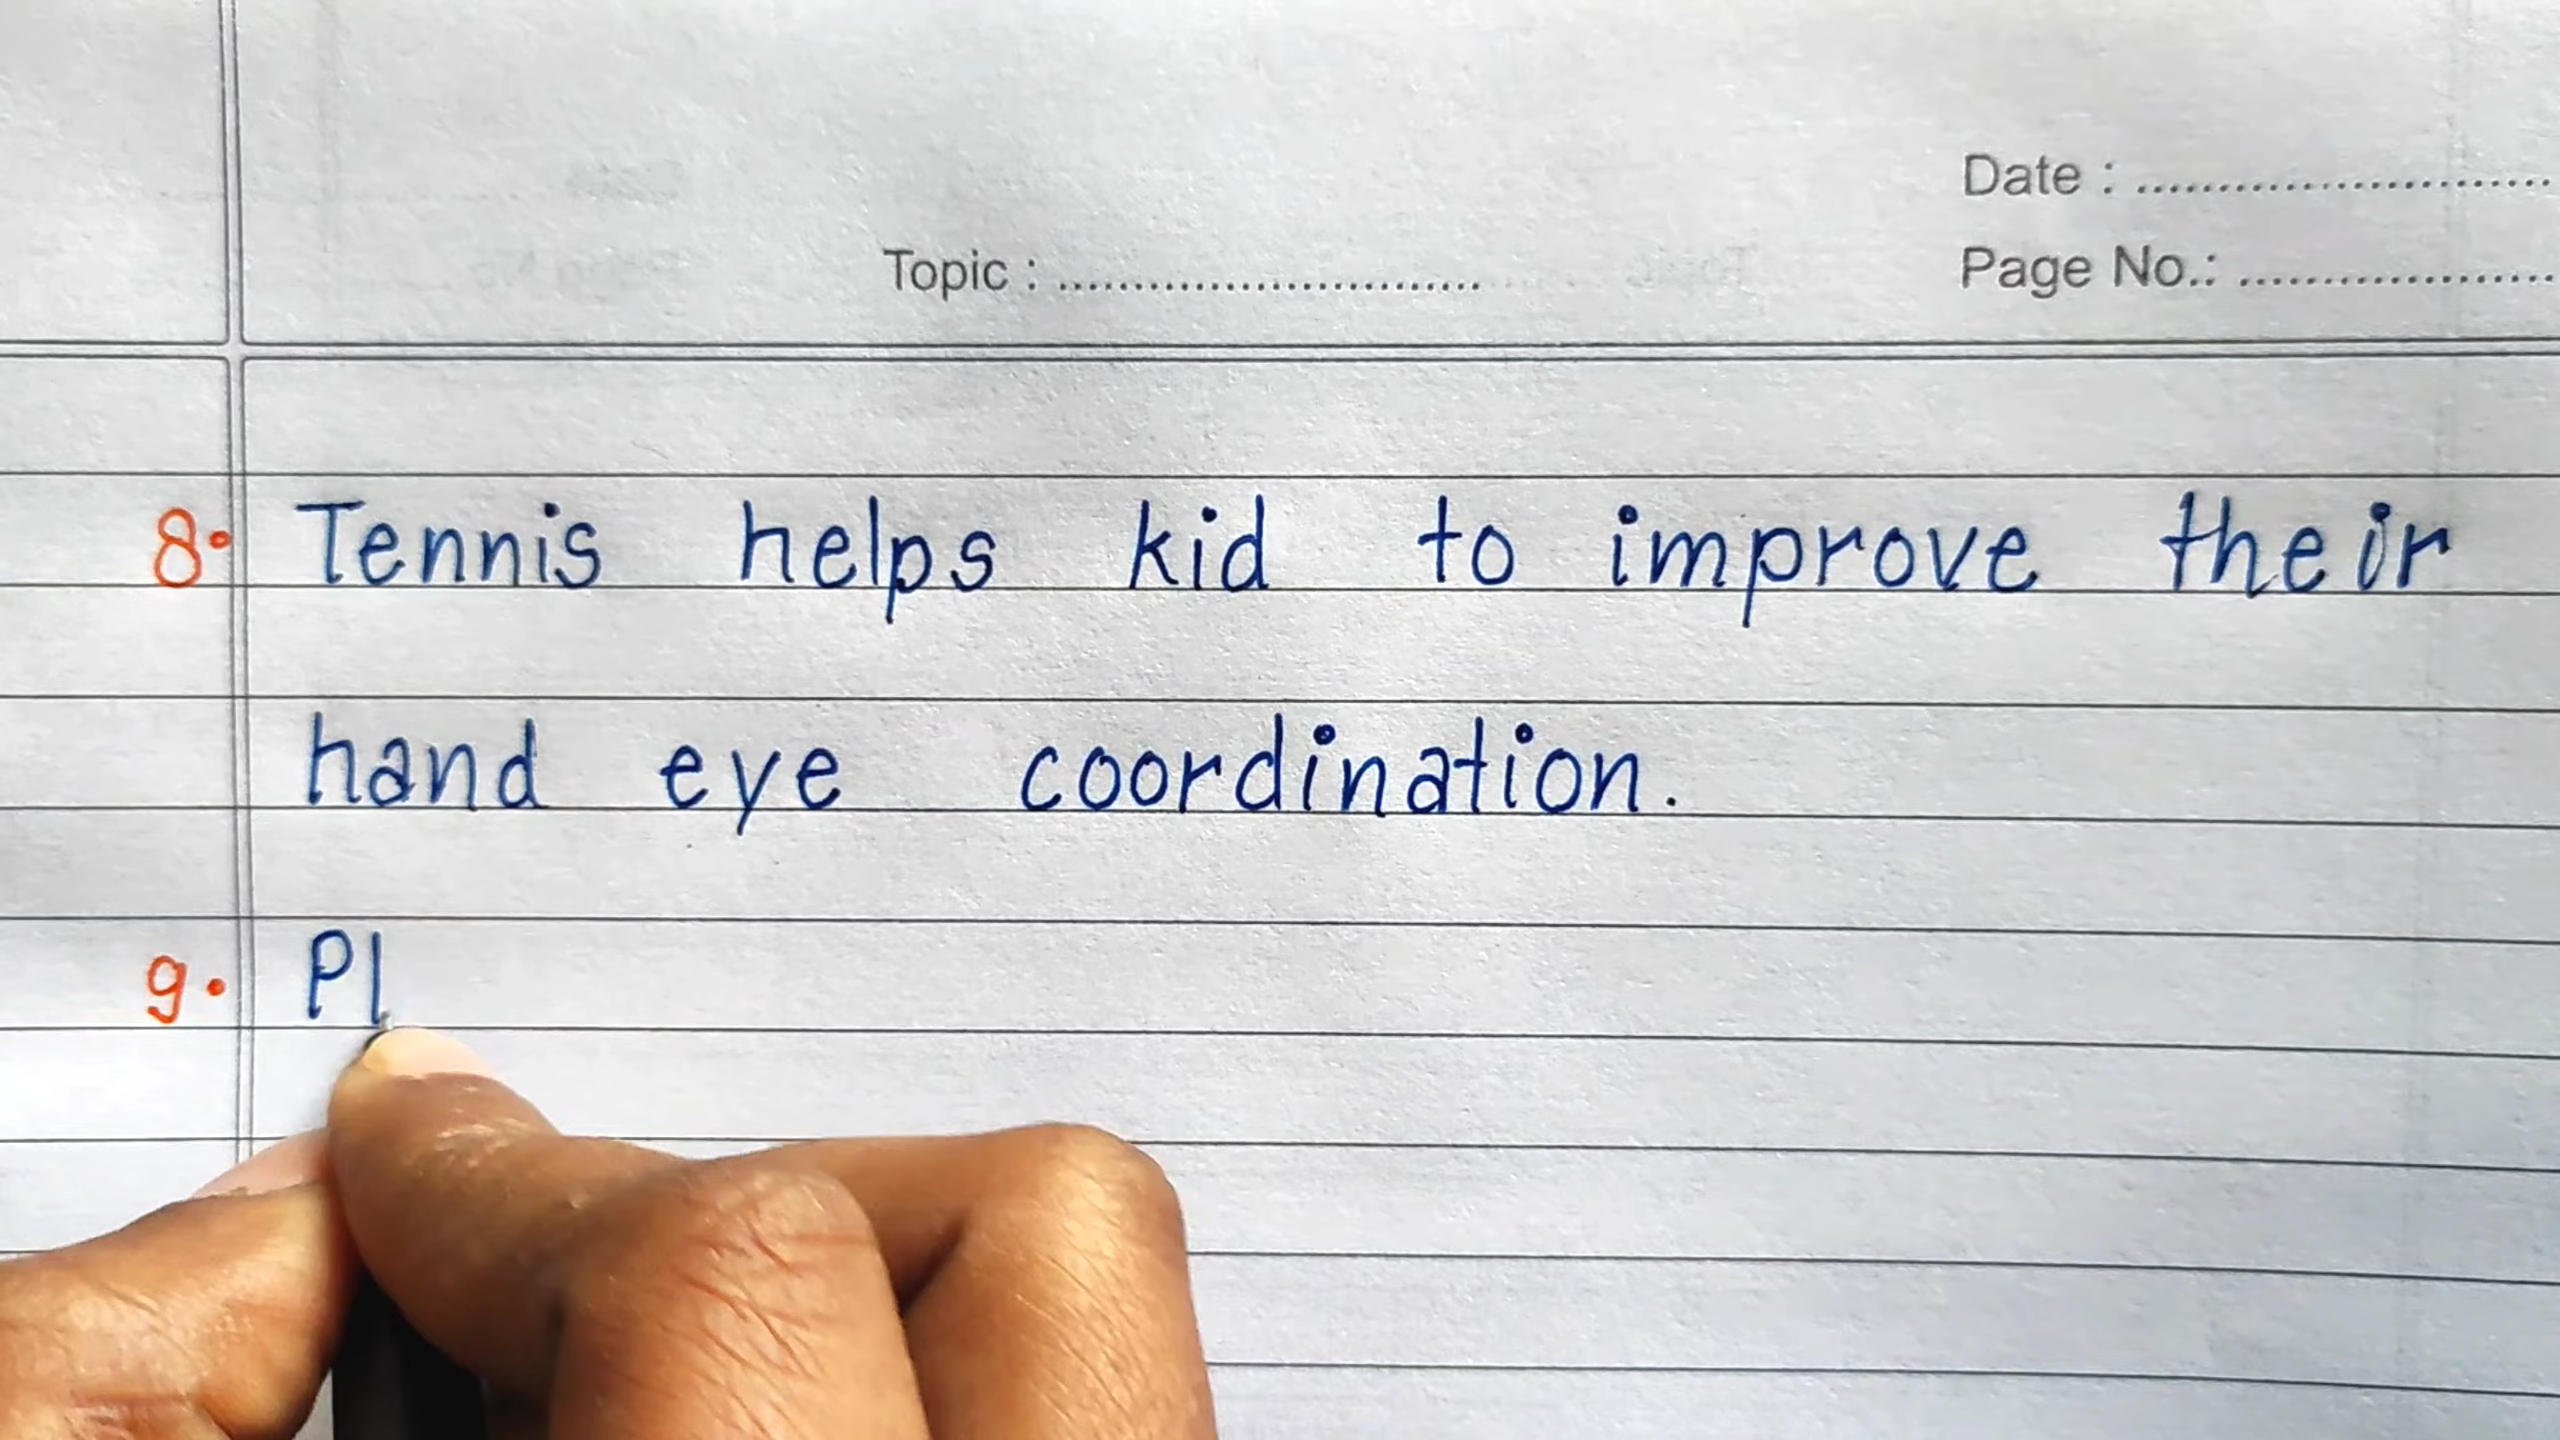 Date : ..........................
Topic : ............................
Page No.: ....................
8. Tennis helps kid to improve their
hand eye coordination.
9. Pl